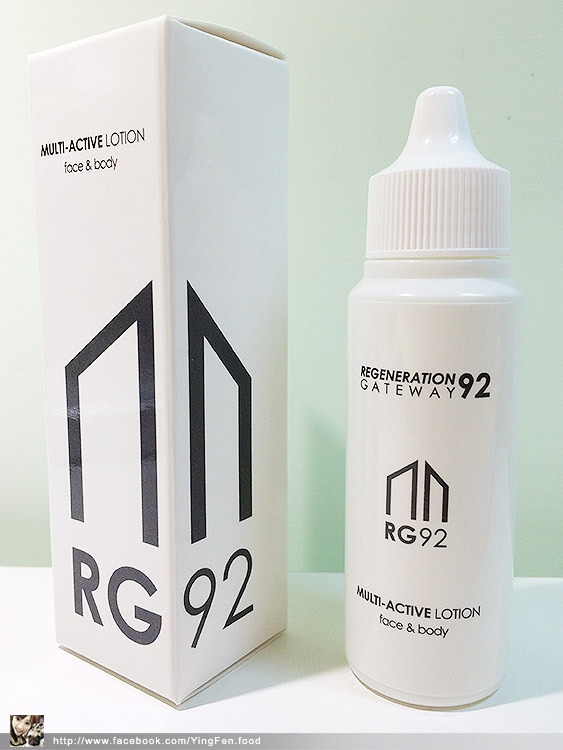 MULTI-ACTIVE LOTION
face & body
RG 92
REGENERATION
GATEWAY 92
RG92
MULTI-ACTIVE LOTION
face & body
http://www.facebook.com/YingFen.food